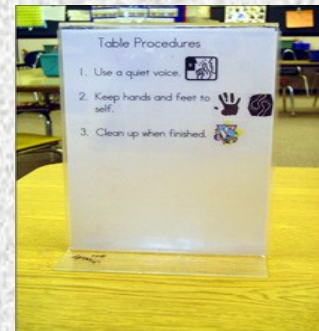 Table Procedures
1. Use a quiet voice.
2. Keep hands and feet to
self.
3. Clean up when finished.